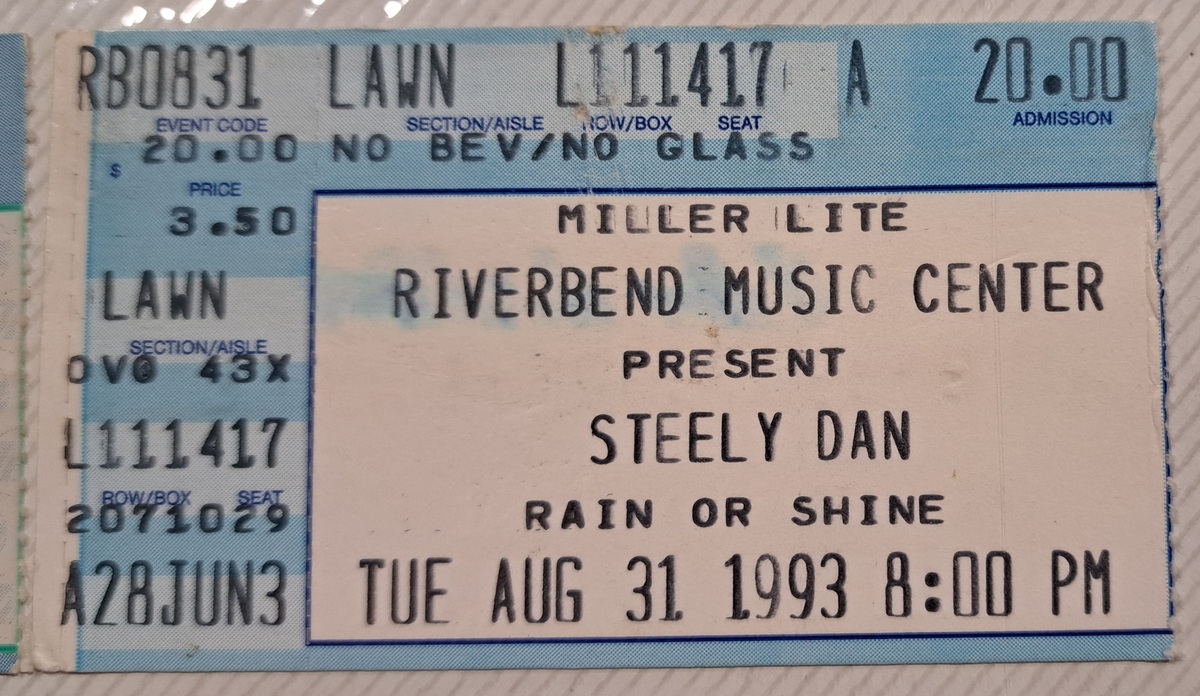 RB0831 LAWN L111417 A 20.00
EVENT CODE SECTION/AISLE ROW/BOX SEAT ADMISSION
20.00 NO BEV/NO GLASS
$
PRICE
3.50
LAWN
SECTION/AISLE
OV@ 43X
L111417
ROW/BOX SEAT
2071029
A28JUN3
MILLER LITE
RIVERBEND MUSIC CENTER
PRESENT
STEELY DAN
RAIN OR SHINE
TUE AUG 31 1993 8:00 PM